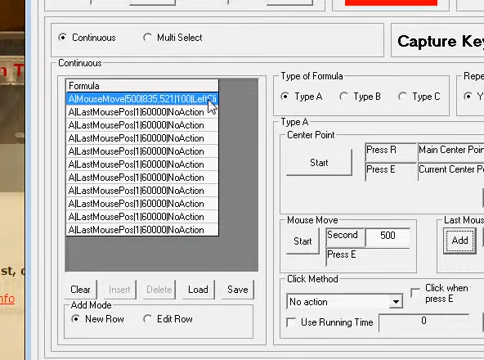 Continuous
Multi Select
Capture Key
Continuous
Formula
A|MouseMove|500|835,521|100|LeftCli
A|LastMousePos|1|60000|NoAction
A|LastMousePos|1|60000|NoAction
A|LastMousePos|1|60000|NoAction
A|LastMousePos|1|60000|NoAction
A|LastMousePos|1|60000|NoAction
A|LastMousePos|1|60000|NoAction
A|LastMousePos|1|60000|NoAction
A|LastMousePos|1|60000|NoAction
A|LastMousePos|1|60000|NoAction
A|LastMousePos|1|60000|NoAction
Clear
Insert
Delete
Load
Save
Add Mode
New Row
Edit Row
Type of Formula
Type A
Type B
Type C
Repe
Type A
Center Point
Start
Press R
Main Center Poin
Press E
Current Center P
Mouse Move
Start
Second
500
Press E
Last Mous
Add
Click Method
No action
Click when
press E
Use Running Time
0
st,
nfo